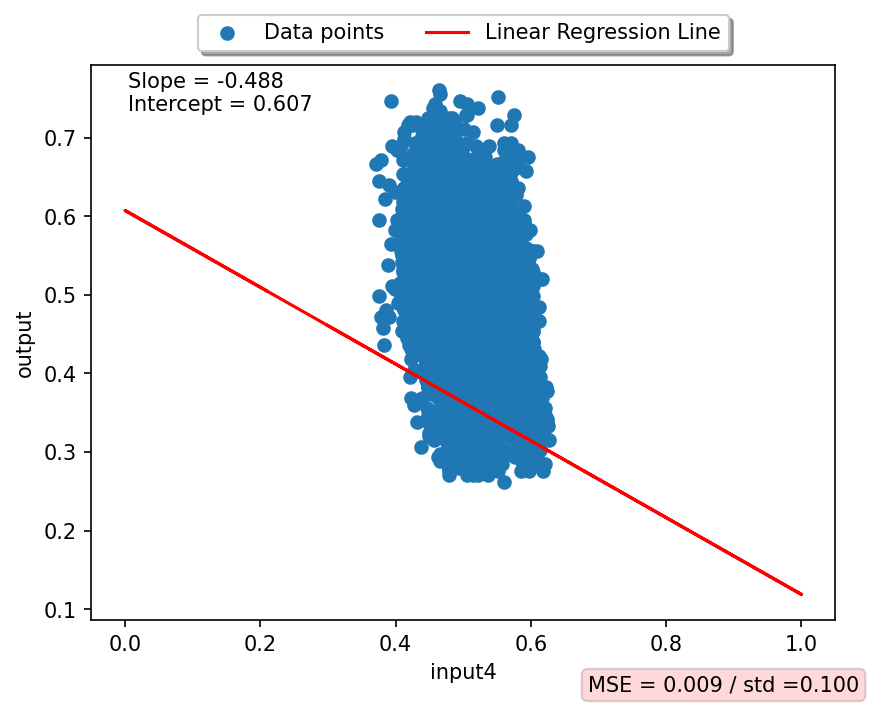 Data points Linear Regression Line
Slope = -0.488
Intercept = 0.607
output
0.7
0.6
0.5
0.4
0.3
0.2
0.1
0.0 0.2 0.4 0.6 0.8 1.0
input4
MSE = 0.009 / std =0.100